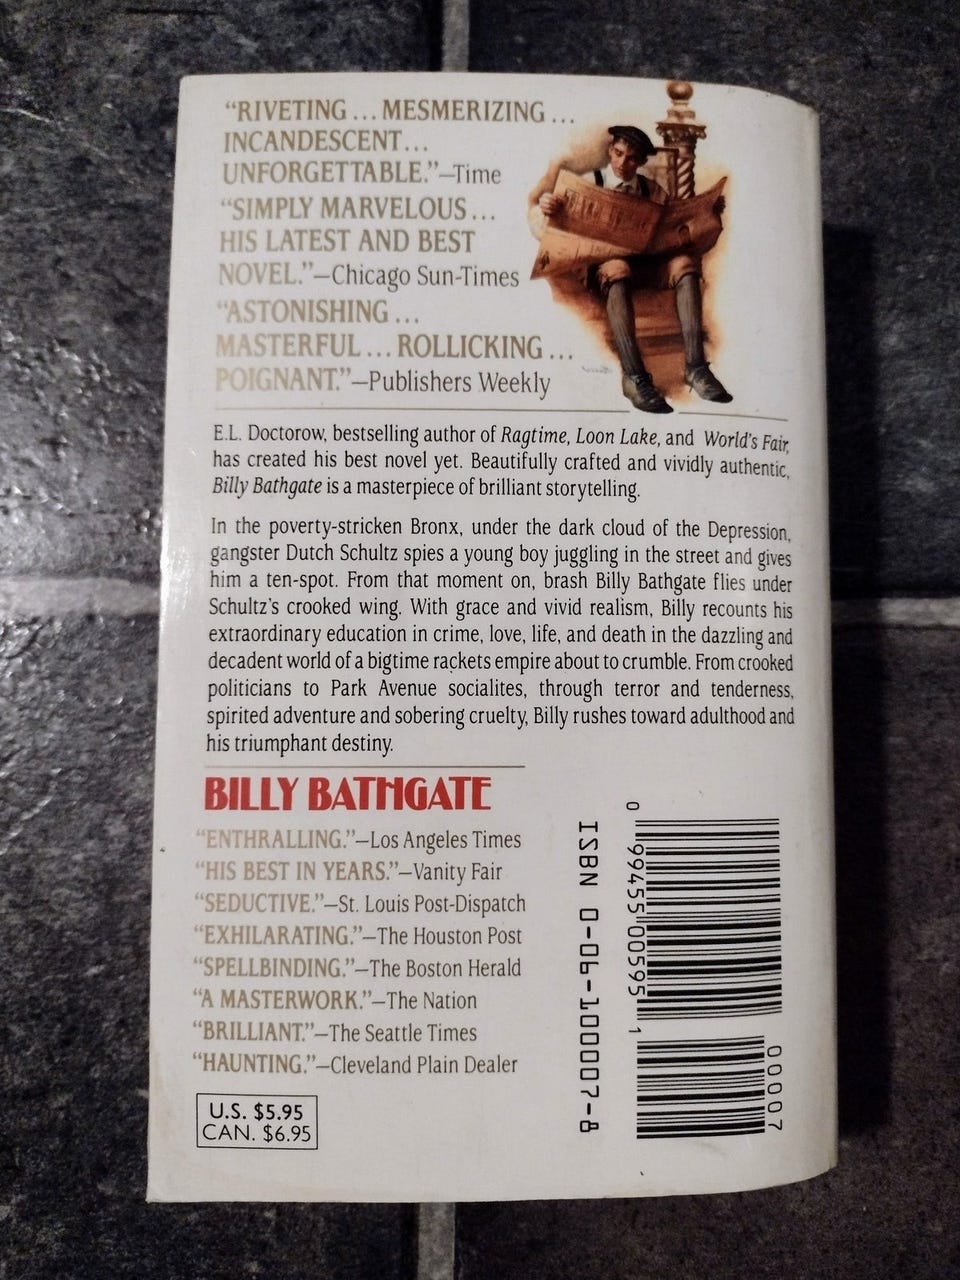 “RIVETING ... MESMERIZING ...
INCANDESCENT ...
UNFORGETTABLE.”—Time
“SIMPLY MARVELOUS ...
HIS LATEST AND BEST
NOVEL.”—Chicago Sun-Times
“ASTONISHING ...
MASTERFUL ... ROLLICKING ...
POIGNANT.”—Publishers Weekly
E.L. Doctorow, bestselling author of Ragtime, Loon Lake, and World's Fair,
has created his best novel yet. Beautifully crafted and vividly authentic,
Billy Bathgate is a masterpiece of brilliant storytelling.
In the poverty-stricken Bronx, under the dark cloud of the Depression,
gangster Dutch Schultz spies a young boy juggling in the street and gives
him a ten-spot. From that moment on, brash Billy Bathgate flies under
Schultz's crooked wing. With grace and vivid realism, Billy recounts his
extraordinary education in crime, love, life, and death in the dazzling and
decadent world of a bigtime rackets empire about to crumble. From crooked
politicians to Park Avenue socialites, through terror and tenderness,
spirited adventure and sobering cruelty, Billy rushes toward adulthood and
his triumphant destiny.
BILLY BATHGATE
“ENTHRALLING.”—Los Angeles Times
“HIS BEST IN YEARS.”—Vanity Fair
“SEDUCTIVE.”—St. Louis Post-Dispatch
“EXHILARATING.”—The Houston Post
“SPELLBINDING.”—The Boston Herald
“A MASTERWORK.”—The Nation
“BRILLIANT.”—The Seattle Times
“HAUNTING.”—Cleveland Plain Dealer
U.S. $5.95
CAN. $6.95
ISBN 0-06-100007-8
0 99455 00595 1
00007